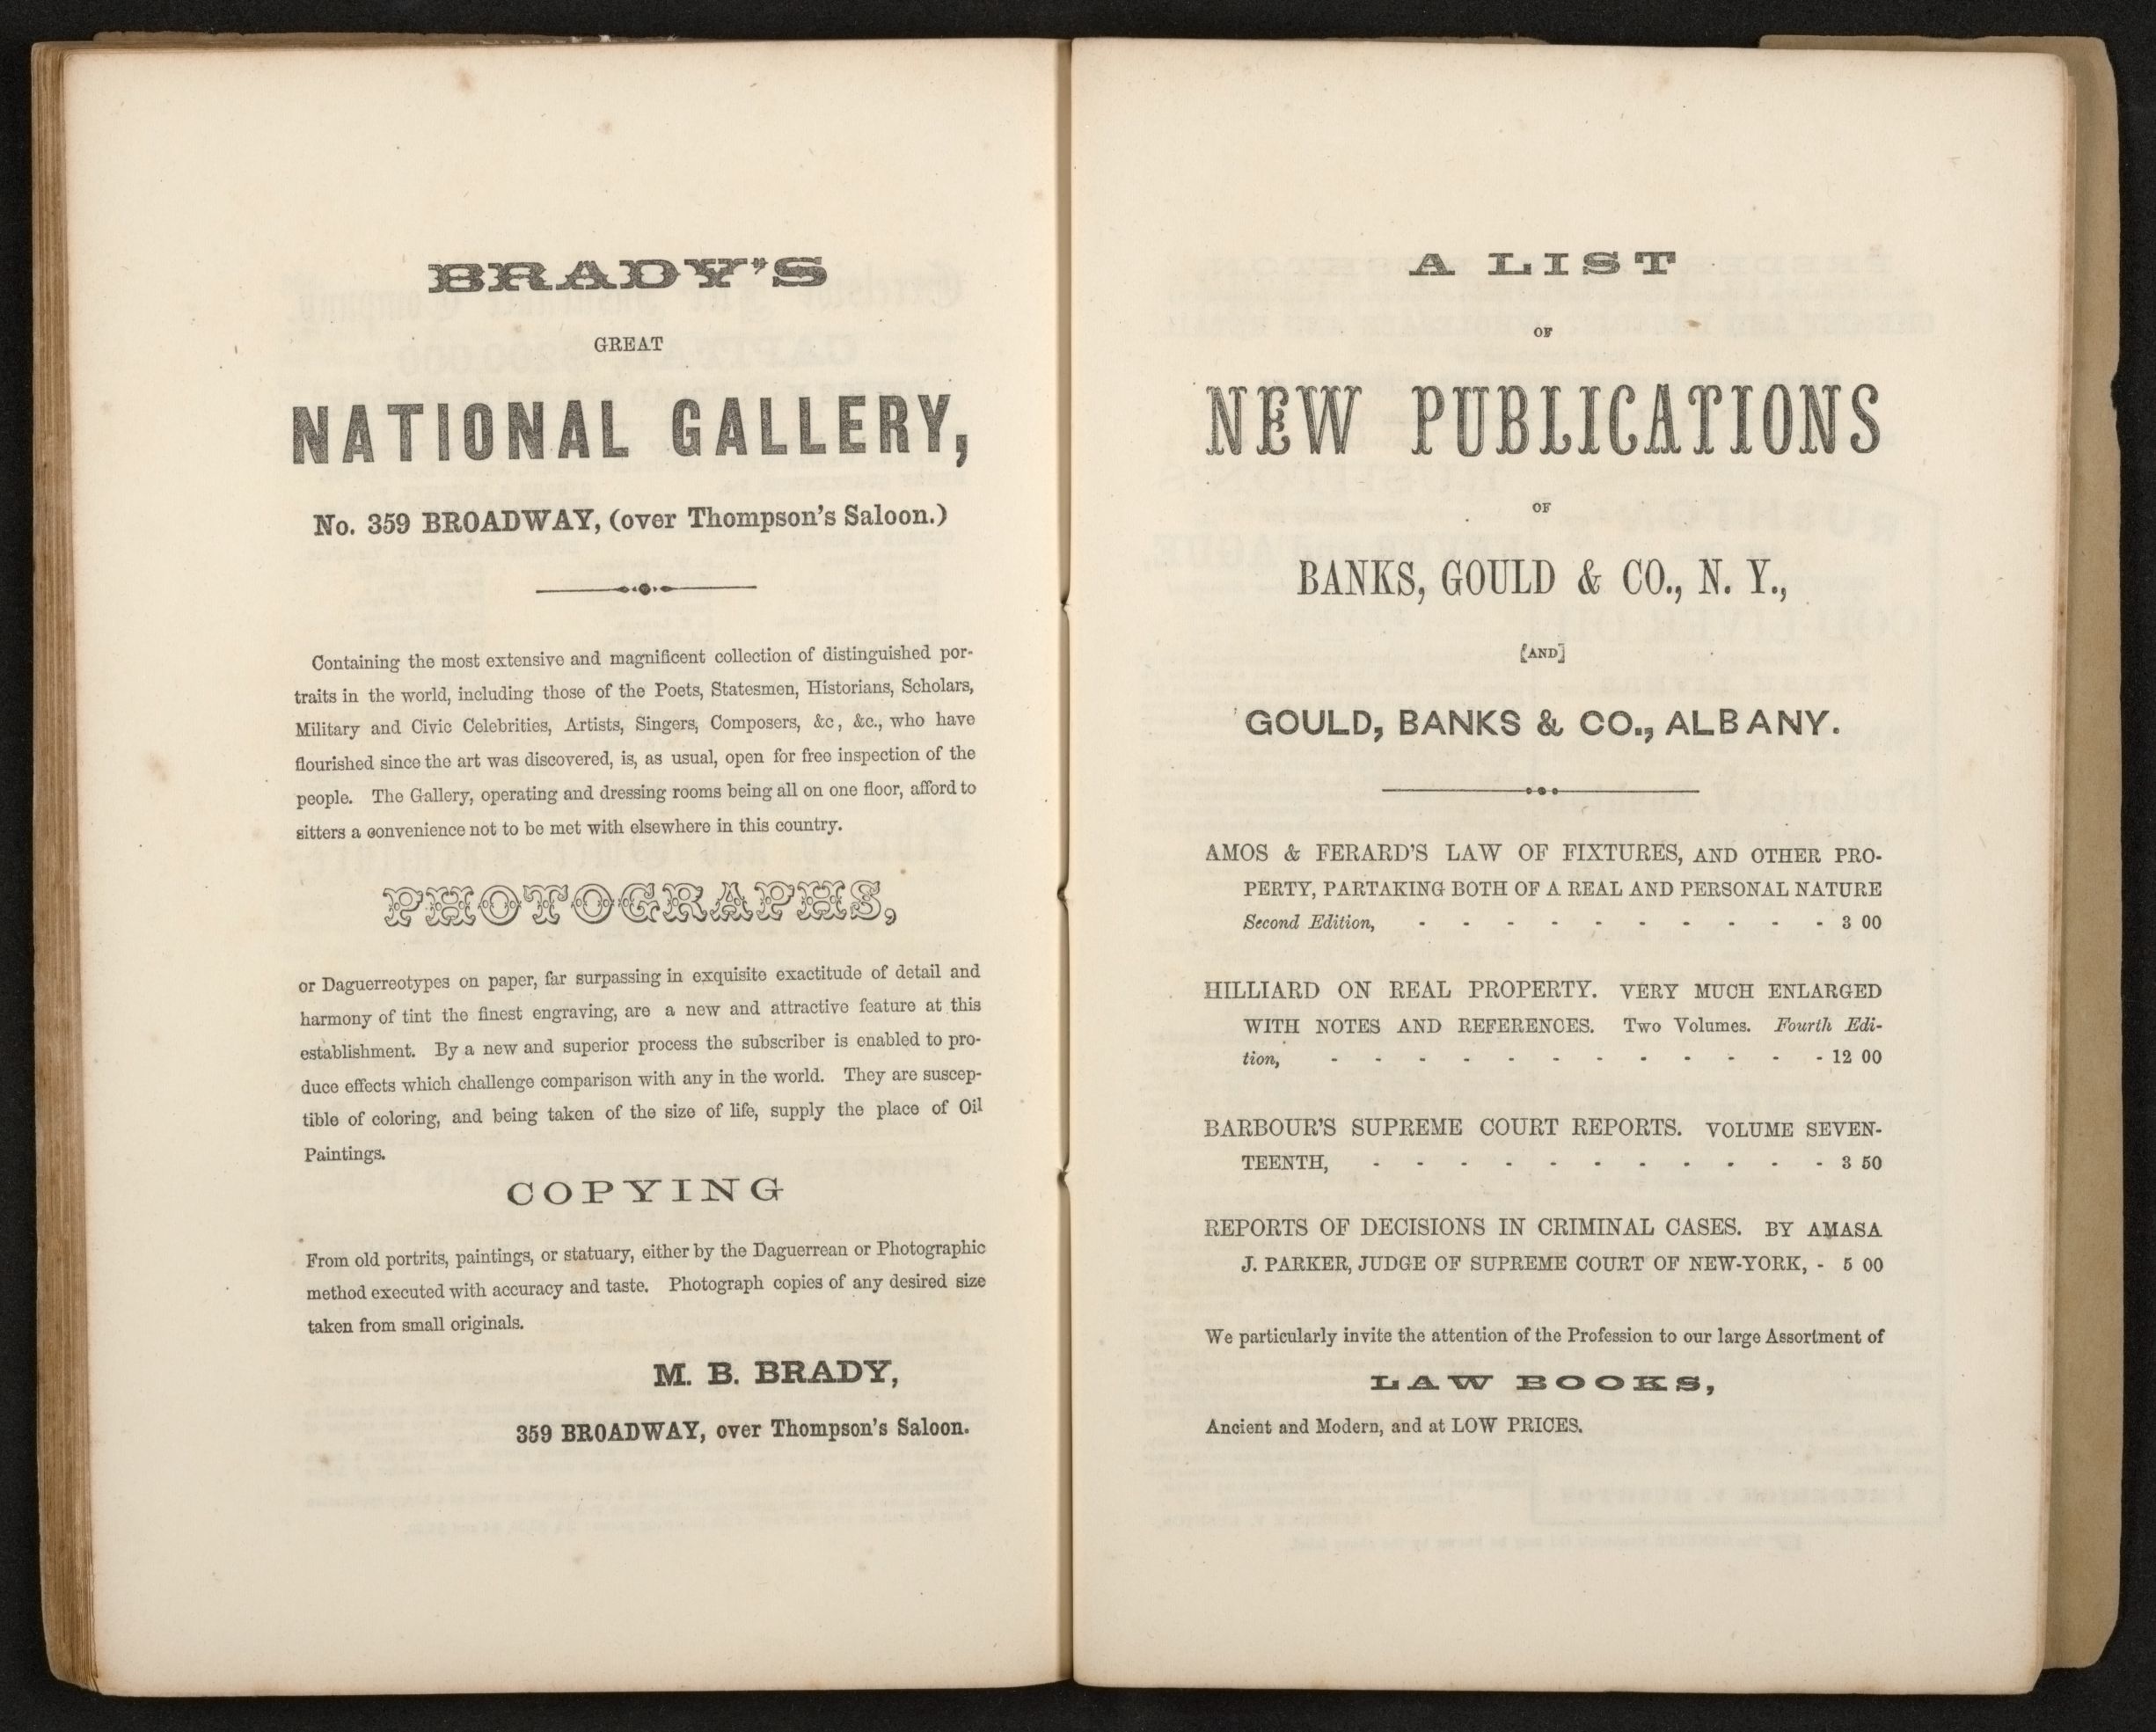 BRADY'S
GREAT
NATIONAL GALLERY,
No. 359 BROADWAY, (over Thompson's Saloon.)
Containing the most extensive and magnificent collection of distinguished por-
traits in the world, including those of the Poets, Statesmen, Historians, Scholars,
Military and Civic Celebrities, Artists, Singers, Composers, &c, &c., who have
flourished since the art was discovered, is, as usual, open for free inspection of the
people. The Gallery, operating and dressing rooms being all on one floor, afford to
sitters a convenience not to be met with elsewhere in this country.
PHOTOGRAPHS,
or Daguerreotypes on paper, far surpassing in exquisite exactitude of detail and
harmony of tint the finest engraving, are a new and attractive feature at this
establishment. By a new and superior process the subscriber is enabled to pro-
duce effects which challenge comparison with any in the world. They are suscep-
tible of coloring, and being taken of the size of life, supply the place of Oil
Paintings.
COPYING
From old portrits, paintings, or statuary, either by the Daguerrean or Photographic
method executed with accuracy and taste. Photograph copies of any desired size
taken from small originals.
M. B. BRADY,
359 BROADWAY, over Thompson's Saloon.
A LIST
OF
NEW PUBLICATIONS
OF
BANKS, GOULD & CO., N. Y.,
[AND]
GOULD, BANKS & CO., ALBANY.
AMOS & FERARD'S LAW OF FIXTURES, AND OTHER PRO-
PERTY, PARTAKING BOTH OF A REAL AND PERSONAL NATURE
Second Edition, - - - - - - - - - - 3 00
HILLIARD ON REAL PROPERTY. VERY MUCH ENLARGED
WITH NOTES AND REFERENCES. Two Volumes. Fourth Edi-
tion, - - - - - - - - - - - - 12 00
BARBOUR'S SUPREME COURT REPORTS. VOLUME SEVEN-
TEENTH, - - - - - - - - - - - 3 50
REPORTS OF DECISIONS IN CRIMINAL CASES. BY AMASA
J. PARKER, JUDGE OF SUPREME COURT OF NEW-YORK, - 5 00
We particularly invite the attention of the Profession to our large Assortment of
LAW BOOKS,
Ancient and Modern, and at LOW PRICES.